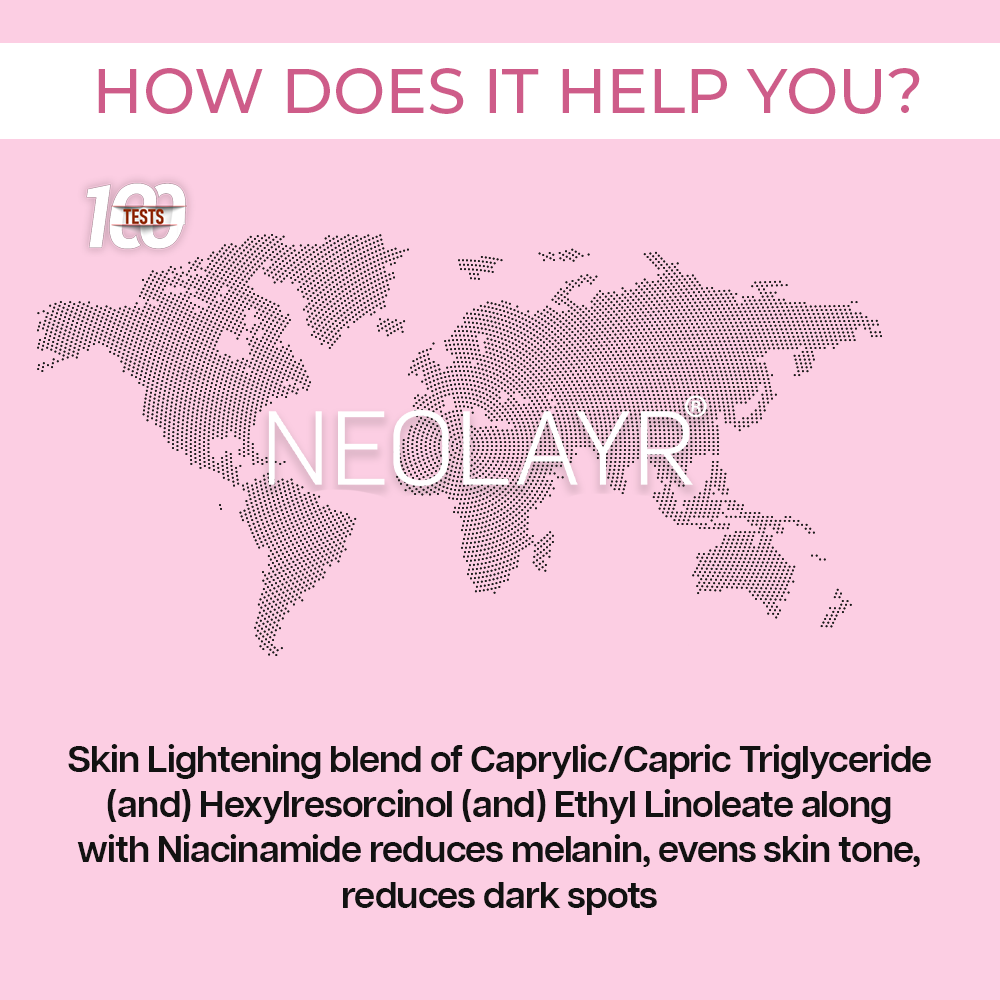 HOW DOES IT HELP YOU?
100
TESTS
NEOLAYR®
Skin Lightening blend of Caprylic/Capric Triglyceride
(and) Hexylresorcinol (and) Ethyl Linoleate along
with Niacinamide reduces melanin, evens skin tone,
reduces dark spots